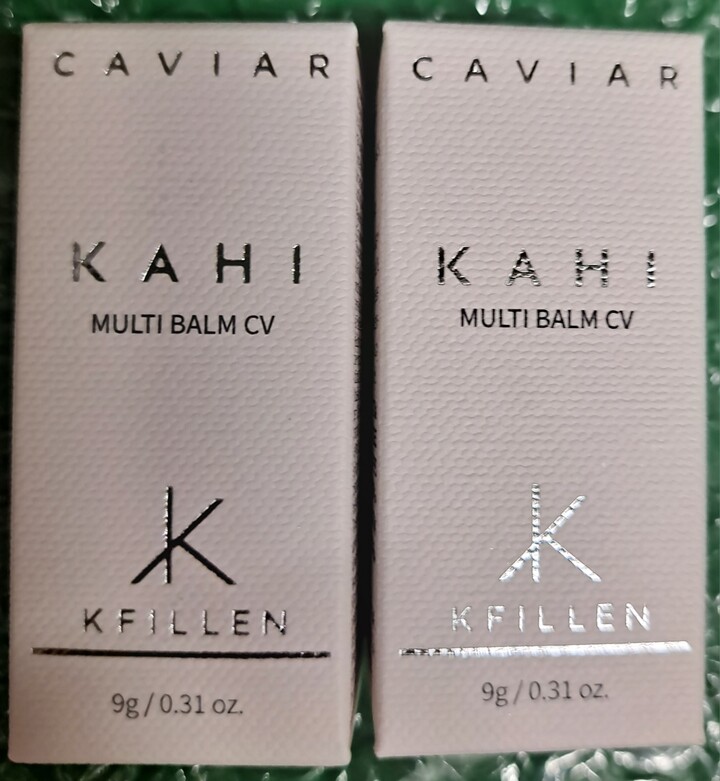 CAVIAR
KAHI
MULTI BALM CV
K
KFILLEN
9g / 0.31 oz.
CAVIAR
KAHI
MULTI BALM CV
K
KFILLEN
9g / 0.31 oz.